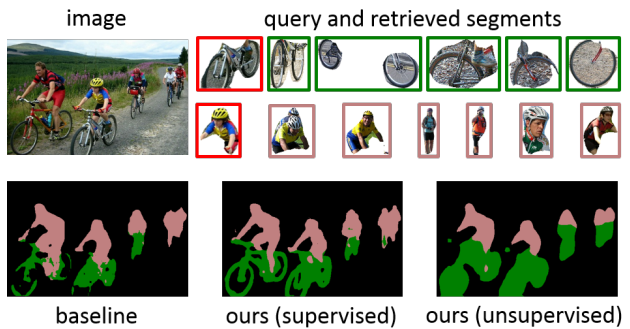 image
query and retrieved segments
baseline
ours (supervised)
ours (unsupervised)